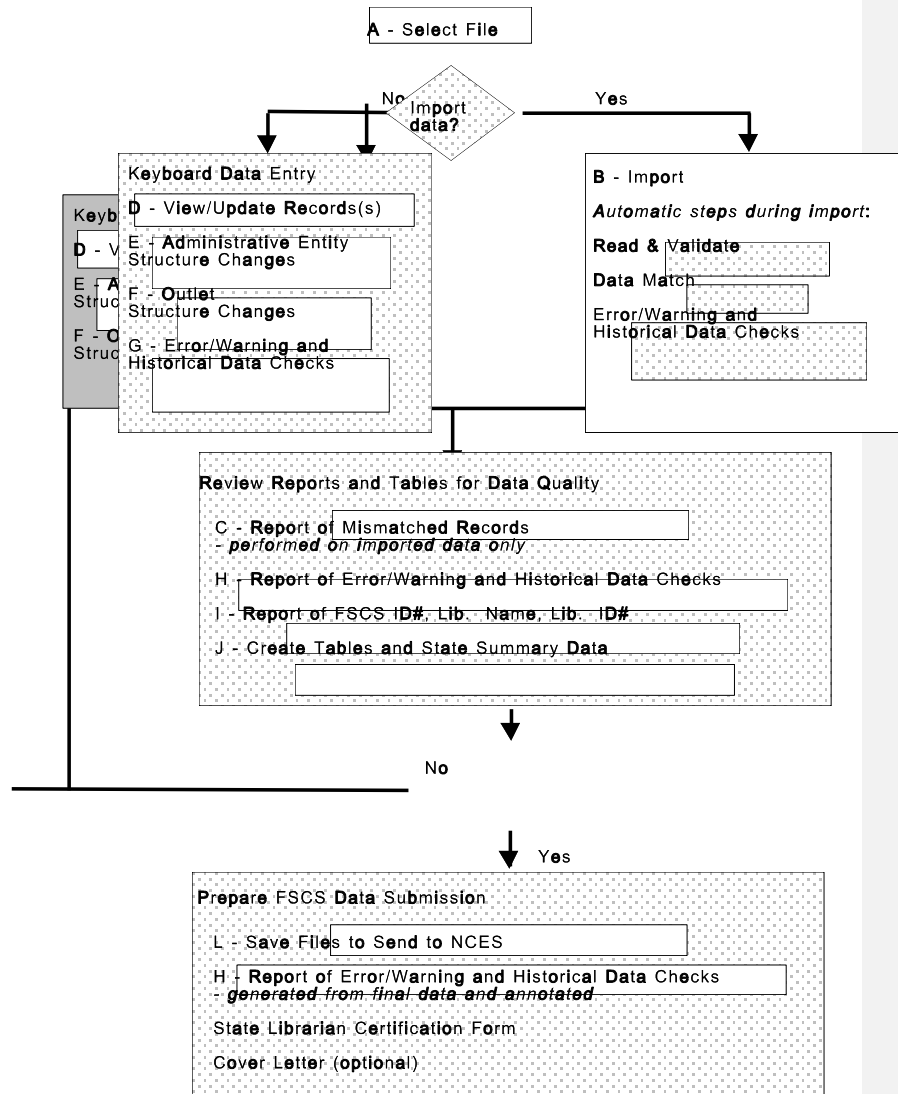 A - Select File
No
Yes
Import
data?
Keyboard Data Entry
D - View/Update Records(s)
E - Administrative Entity
Structure Changes
F - Outlet
Structure Changes
G - Error/Warning and
Historical Data Checks
Keyb
D - V
E - A
Struc
F - O
Struc
B - Import
Automatic steps during import:
Read & Validate
Data Match
Error/Warning and
Historical Data Checks
Review Reports and Tables for Data Quality
C - Report of Mismatched Records
- performed on imported data only
H - Report of Error/Warning and Historical Data Checks
I - Report of FSCS ID#, Lib. Name, Lib. ID#
J - Create Tables and State Summary Data
No
Yes
Prepare FSCS Data Submission
L - Save Files to Send to NCES
H - Report of Error/Warning and Historical Data Checks
- generated from final data and annotated
State Librarian Certification Form
Cover Letter (optional)